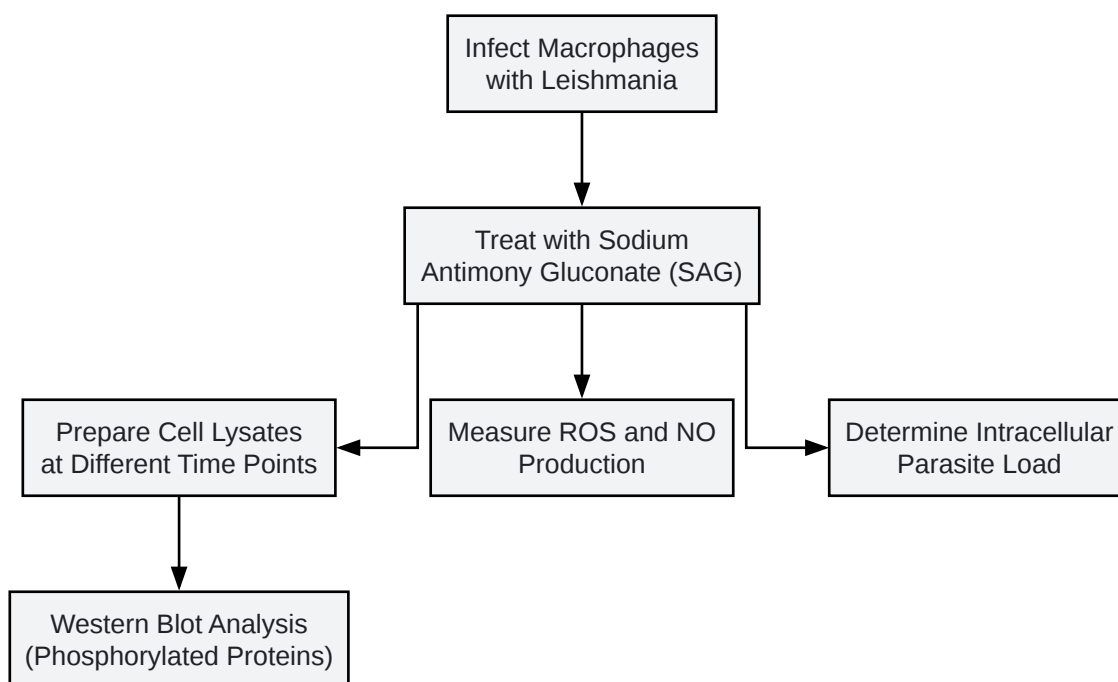 Infect Macrophages
with Leishmania
Treat with Sodium
Antimony Gluconate (SAG)
Prepare Cell Lysates
at Different Time Points
Measure ROS and NO
Production
Determine Intracellular
Parasite Load
Western Blot Analysis
(Phosphorylated Proteins)